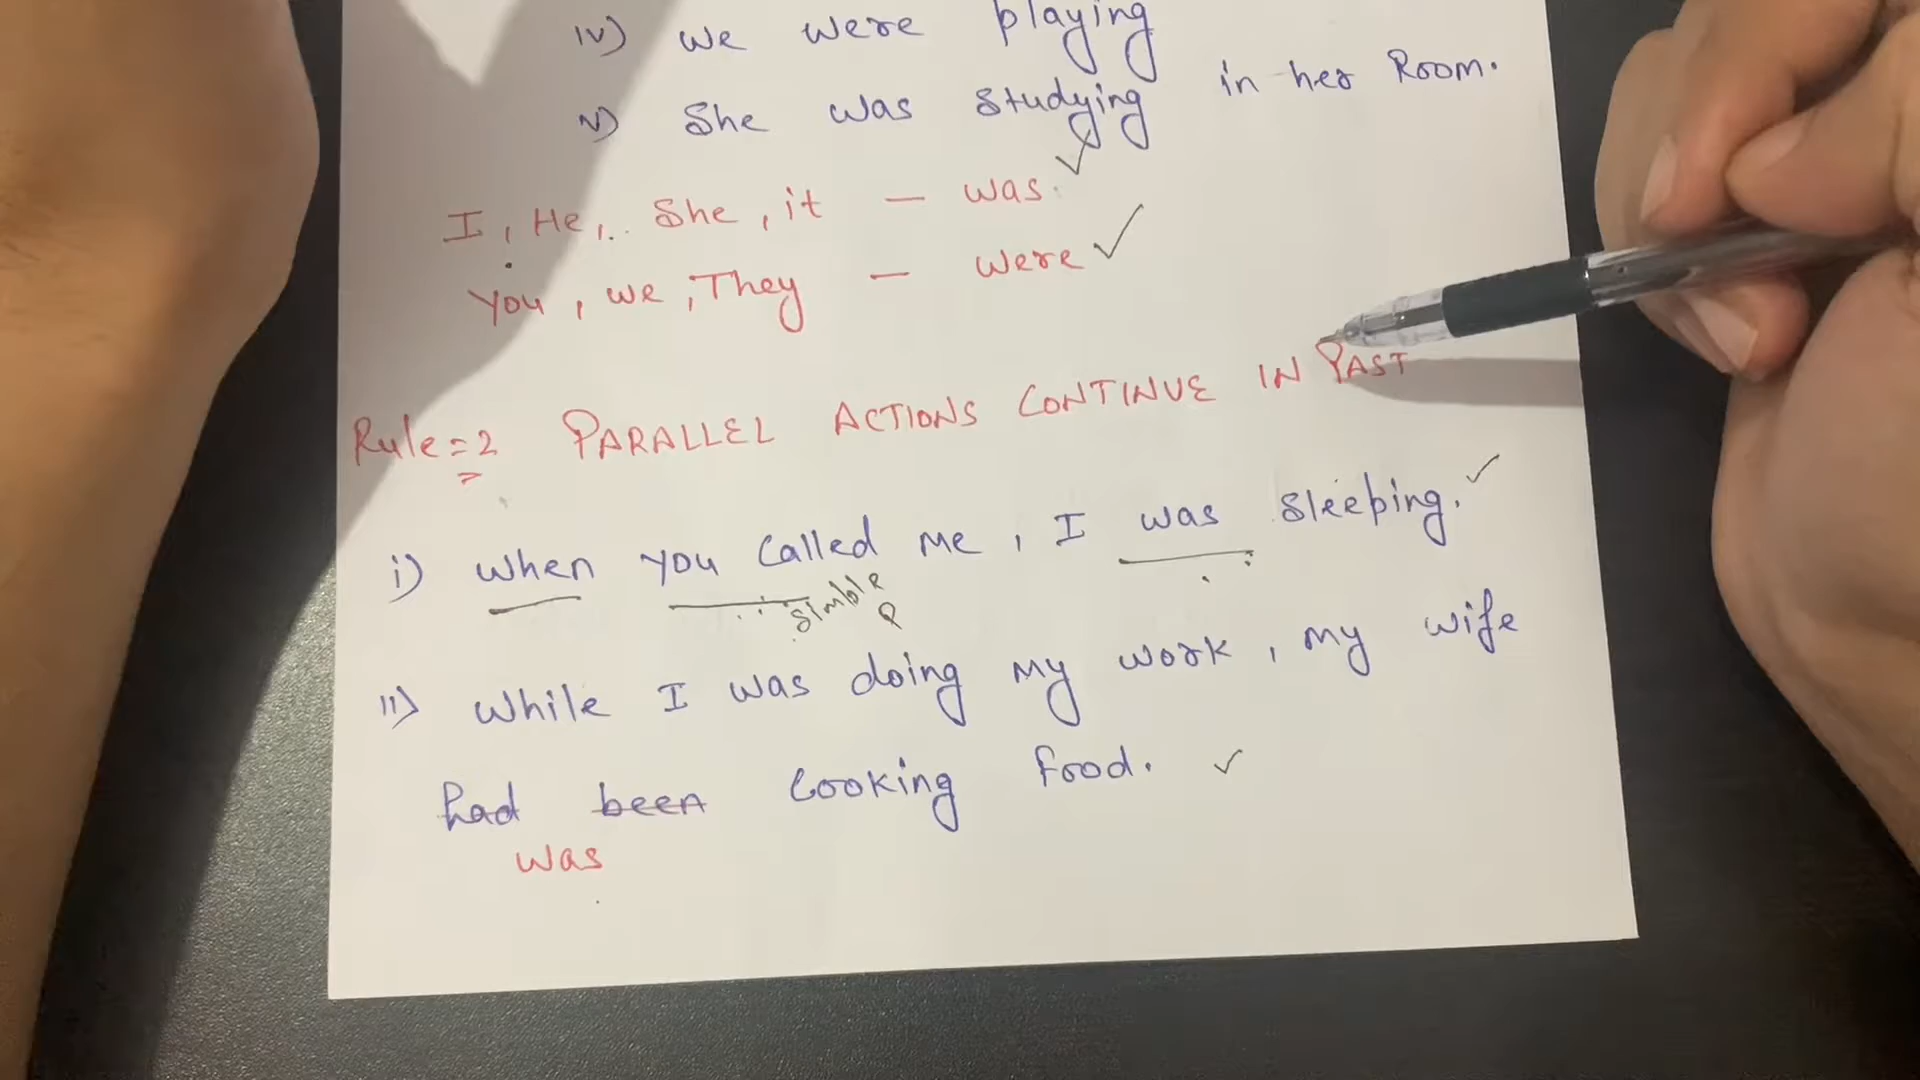 iv) We were playing
v) She was studying in her Room.
I, He, She, it — was.
You, we, They — were
Rule=2 PARALLEL ACTIONS CONTINUE IN PAST
i) when you called me, I was sleeping.
simple P
ii) while I was doing my work, my wife
had been cooking food.
was